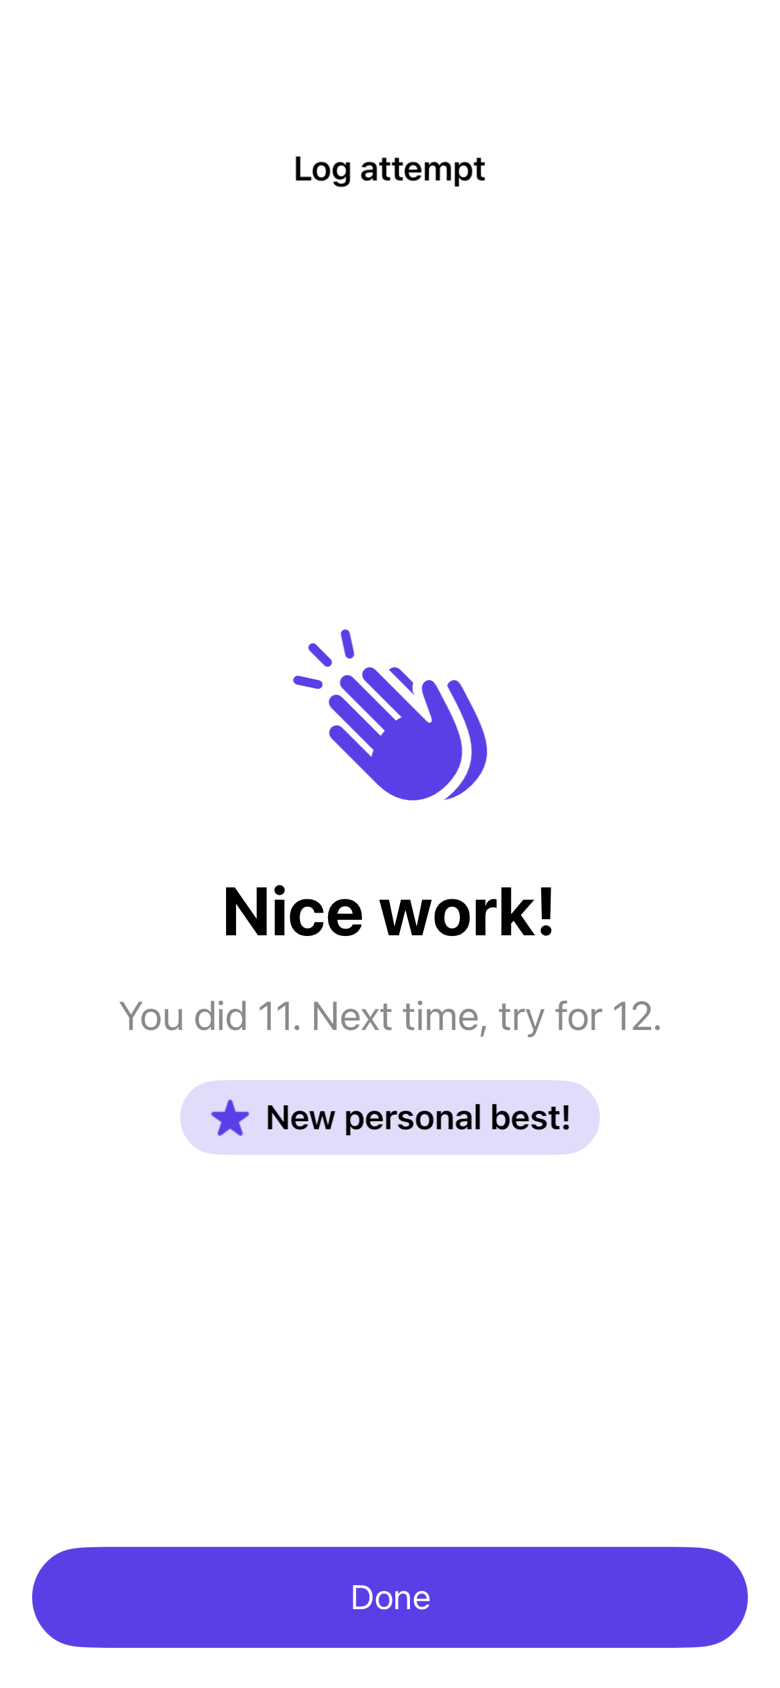 Log attempt
Nice work!
You did 11. Next time, try for 12.
New personal best!
Done